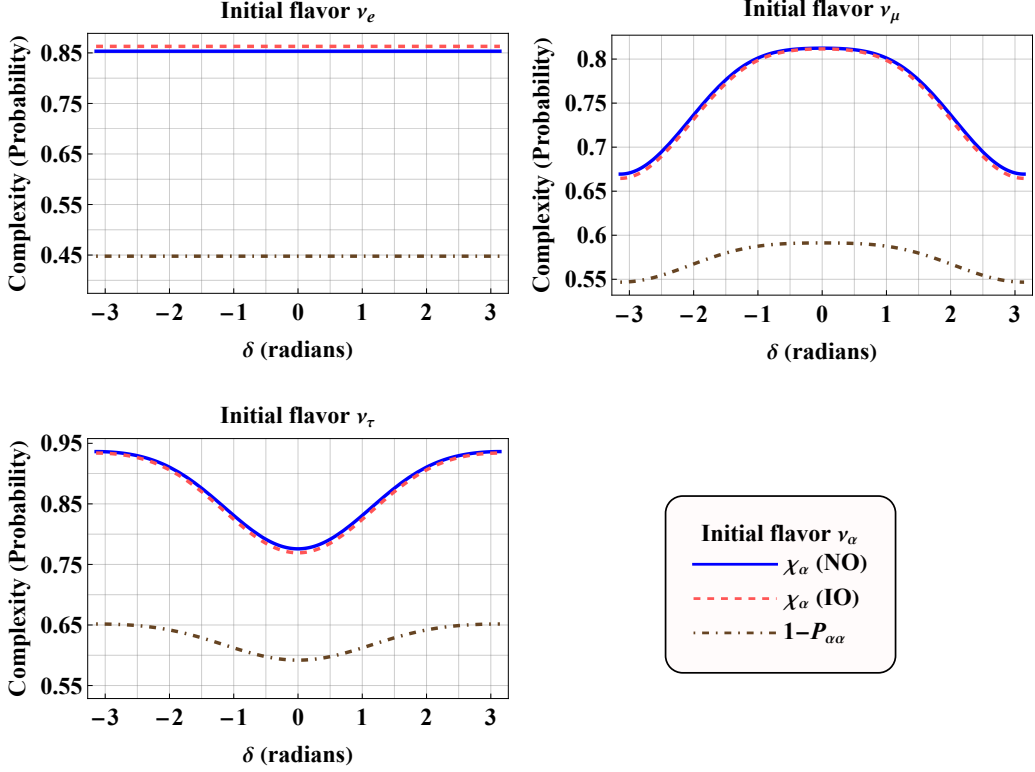 Initial flavor νe
Complexity (Probability)
0.85
0.75
0.65
0.55
0.45
−3 −2 −1 0 1 2 3
δ (radians)
Initial flavor νμ
Complexity (Probability)
0.8
0.75
0.7
0.65
0.6
0.55
−3 −2 −1 0 1 2 3
δ (radians)
Initial flavor ντ
Complexity (Probability)
0.95
0.85
0.75
0.65
0.55
−3 −2 −1 0 1 2 3
δ (radians)
Initial flavor να
χα (NO)
χα (IO)
1−Pαα